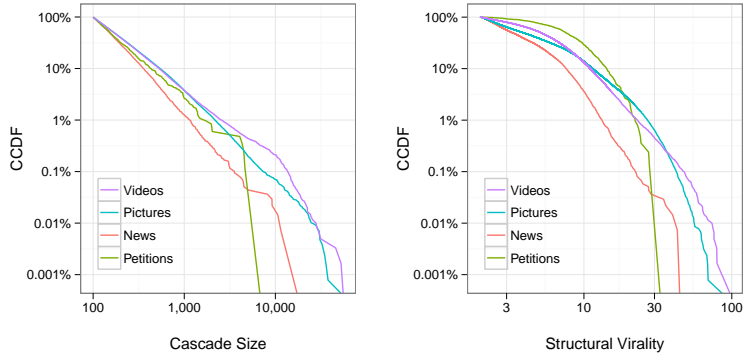 100%
10%
1%
0.1%
0.01%
0.001%
CCDF
Videos
Pictures
News
Petitions
100
1,000
10,000
Cascade Size
100%
10%
1%
0.1%
0.01%
0.001%
CCDF
Videos
Pictures
News
Petitions
3
10
30
100
Structural Virality